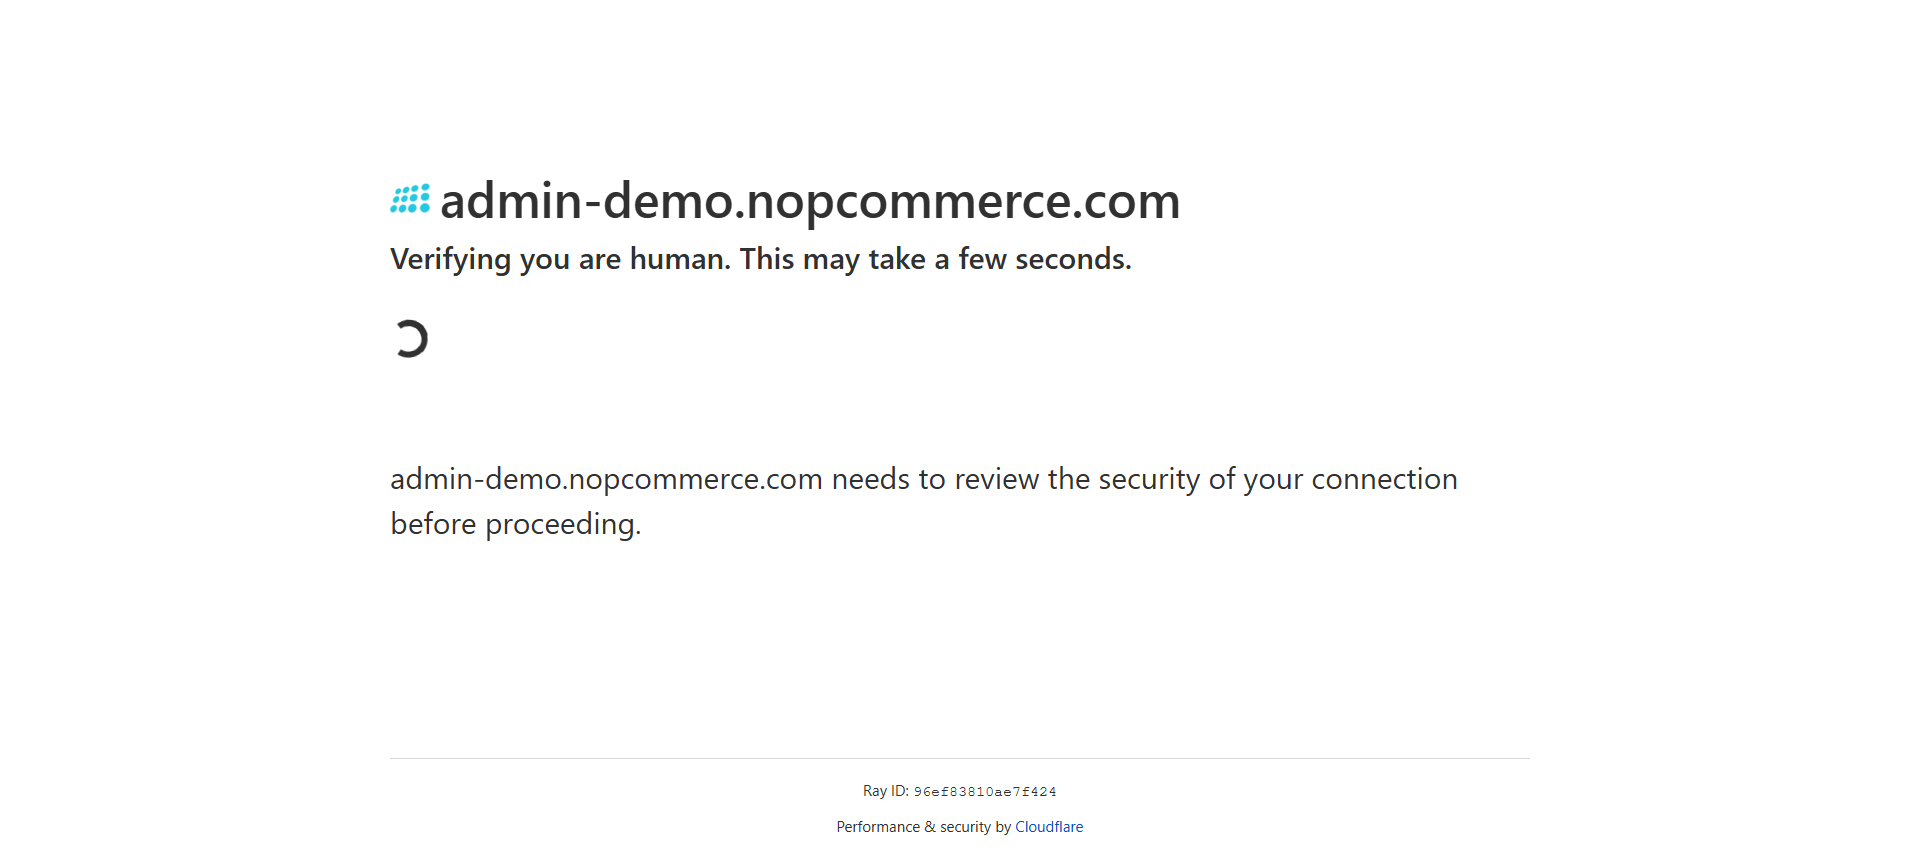 admin-demo.nopcommerce.com
Verifying you are human. This may take a few seconds.
admin-demo.nopcommerce.com needs to review the security of your connection
before proceeding.
Ray ID: 96ef83810ae7f424
Performance & security by Cloudflare